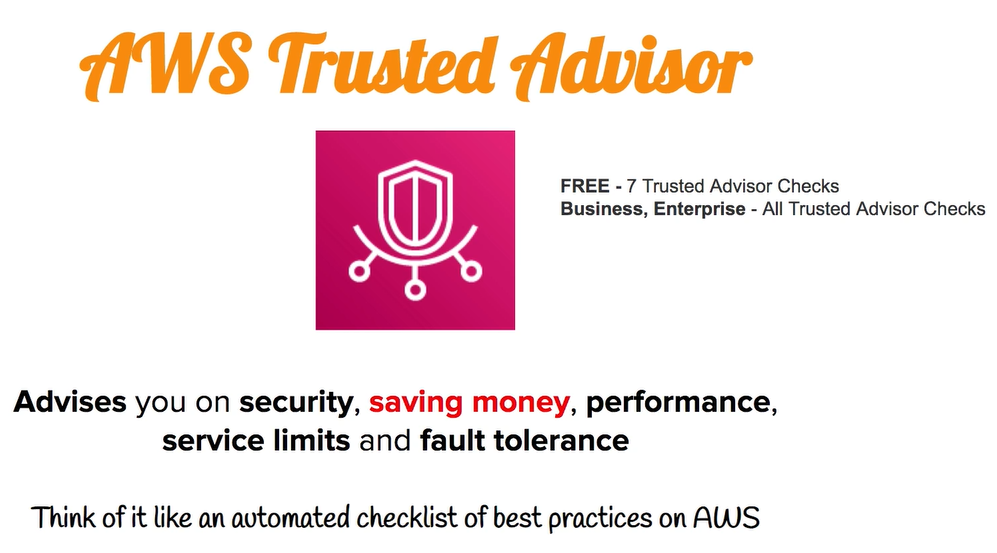 AWS Trusted Advisor
FREE - 7 Trusted Advisor Checks
Business, Enterprise - All Trusted Advisor Checks
Advises you on security, saving money, performance,
service limits and fault tolerance
Think of it like an automated checklist of best practices on AWS